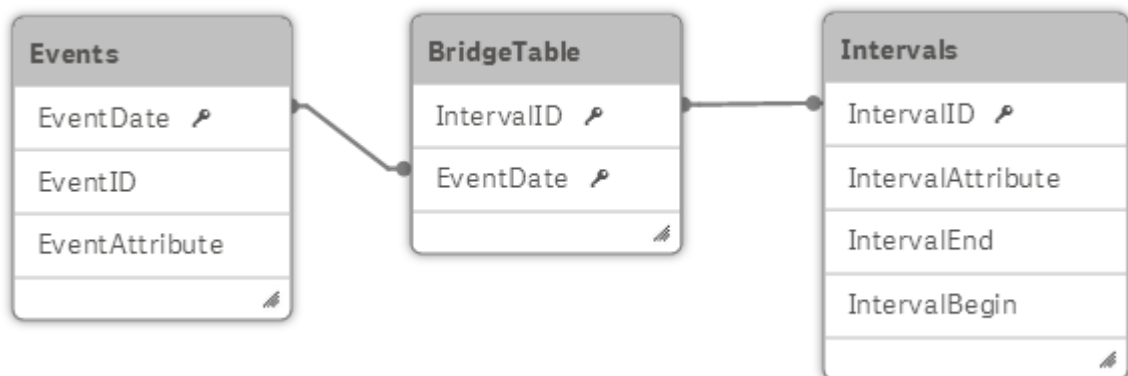 Events
EventDate
EventID
EventAttribute
BridgeTable
IntervalID
EventDate
Intervals
IntervalID
IntervalAttribute
IntervalEnd
IntervalBegin